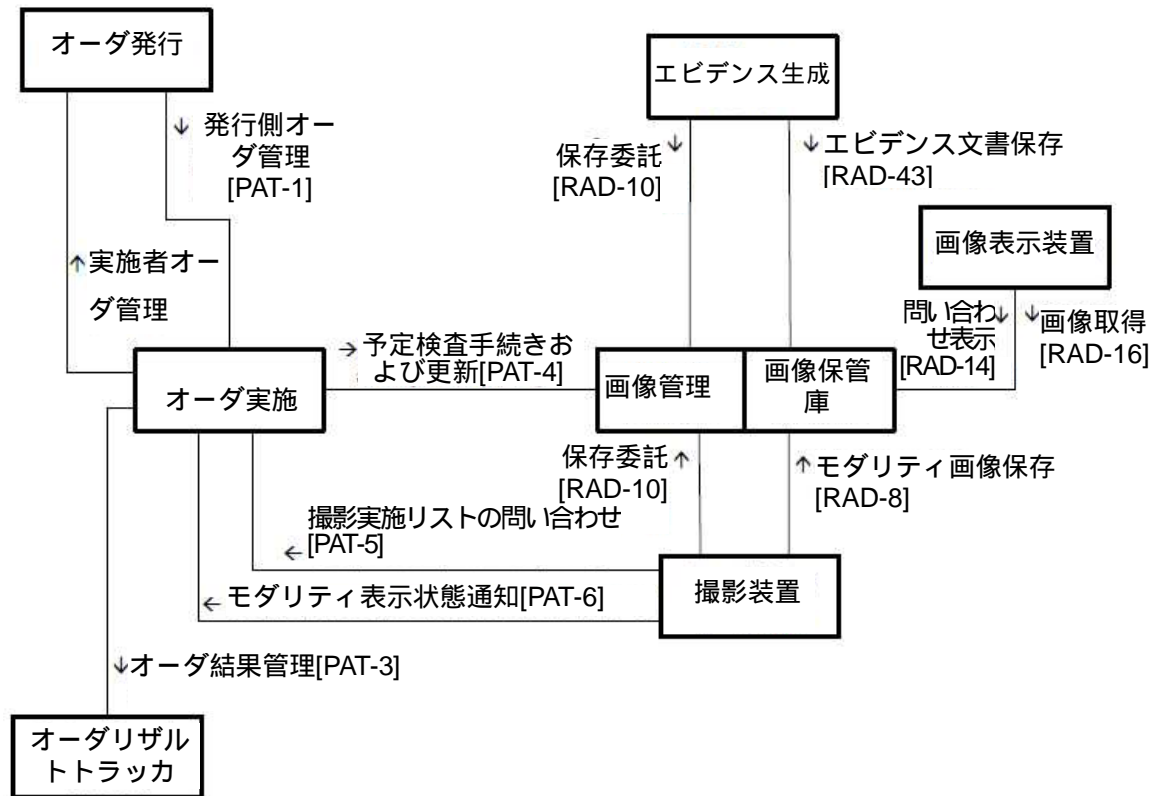 オーダ発行
エビデンス生成
↓ 発行側オー
ダ管理
[PAT-1]
保存委託 ↓
[RAD-10]
↓エビデンス文書保存
[RAD-43]
画像表示装置
↑実施者オー
ダ管理
問い合わ↓
せ表示
[RAD-14]
↓画像取得
[RAD-16]
→予定検査手続きお
よび更新[PAT-4]
オーダ実施
画像管理
画像保管
庫
保存委託↑
[RAD-10]
↑モダリティ画像保存
[RAD-8]
撮影実施リストの問い合わせ
←[PAT-5]
←モダリティ表示状態通知[PAT-6]
撮影装置
↓オーダ結果管理[PAT-3]
オーダリザル
トトラッカ